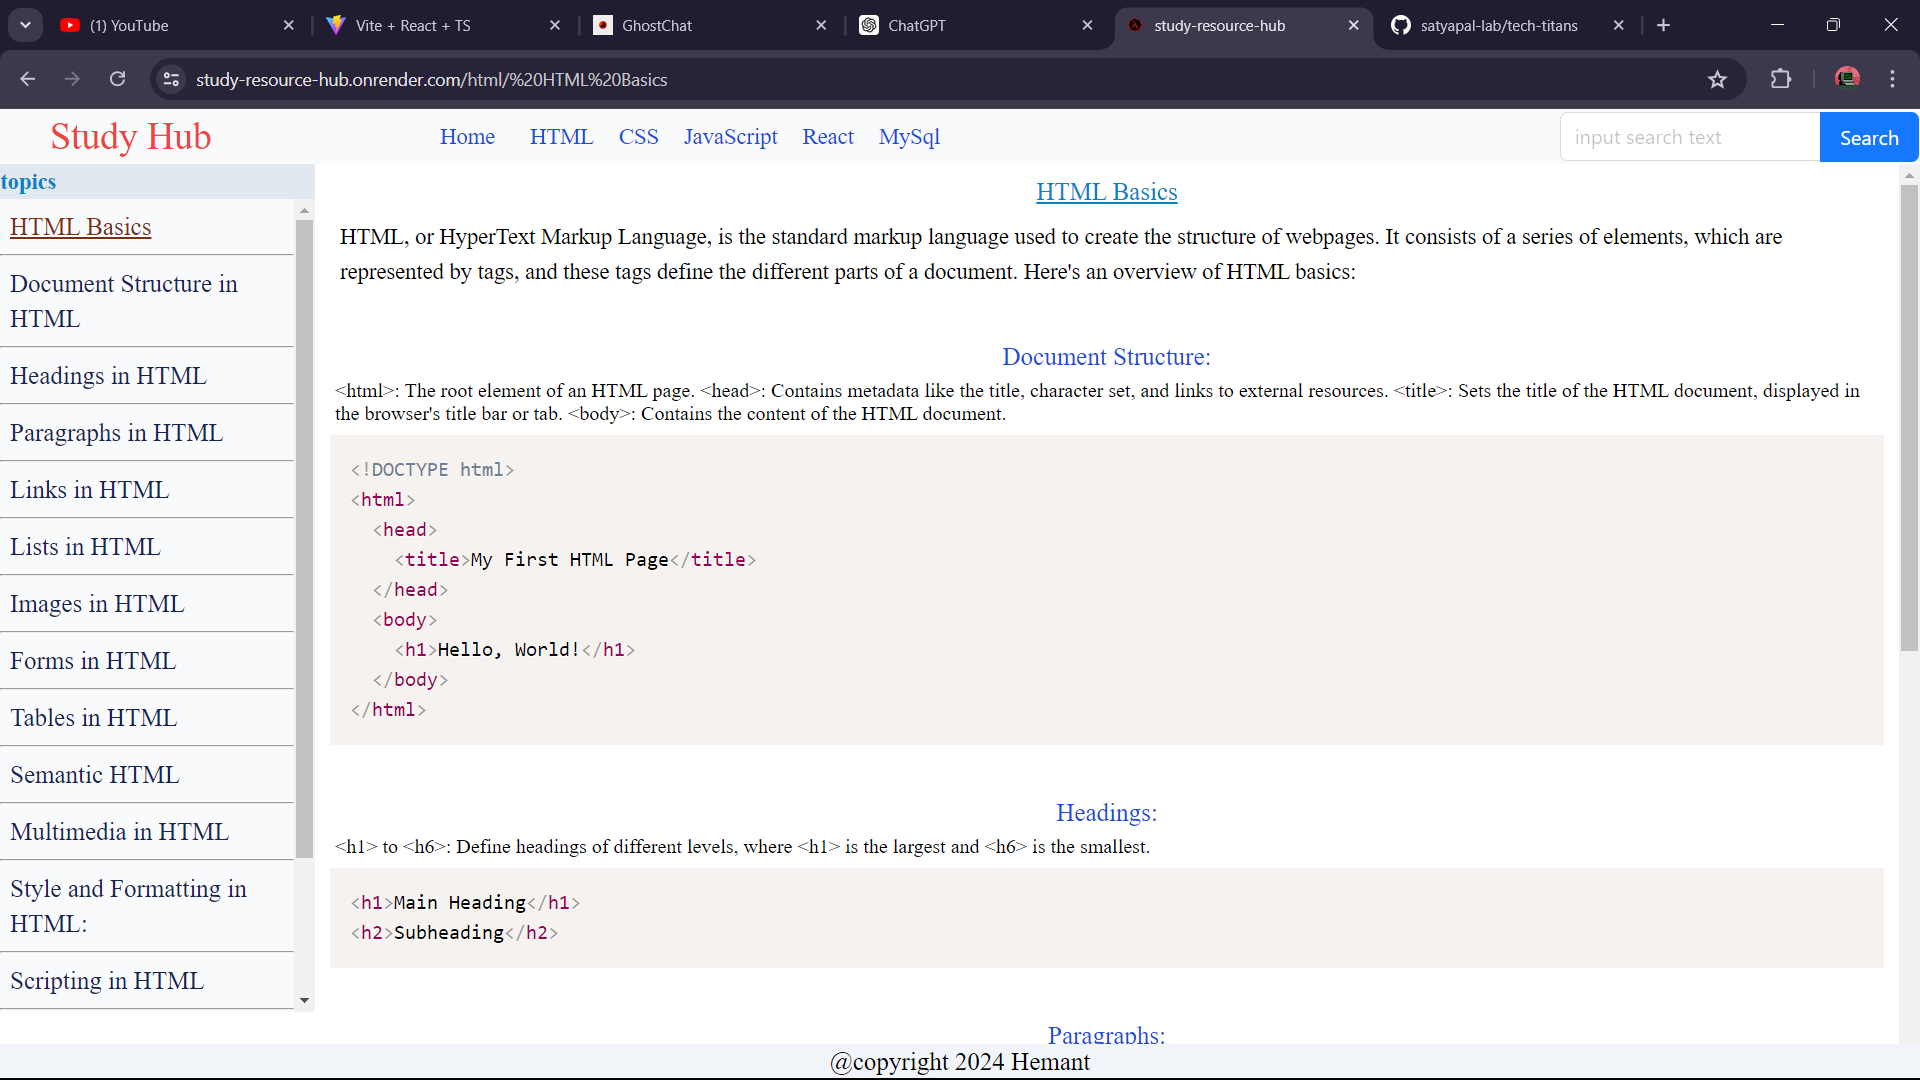 (1) YouTube
Vite + React + TS
GhostChat
ChatGPT
study-resource-hub
satyapal-lab/tech-titans
study-resource-hub.onrender.com/html/%20HTML%20Basics
Study Hub
Home HTML CSS JavaScript React MySql
input search text
Search
topics
HTML Basics
Document Structure in
HTML
Headings in HTML
Paragraphs in HTML
Links in HTML
Lists in HTML
Images in HTML
Forms in HTML
Tables in HTML
Semantic HTML
Multimedia in HTML
Style and Formatting in
HTML:
Scripting in HTML
HTML Basics
HTML, or HyperText Markup Language, is the standard markup language used to create the structure of webpages. It consists of a series of elements, which are
represented by tags, and these tags define the different parts of a document. Here's an overview of HTML basics:
Document Structure:
<html>: The root element of an HTML page. <head>: Contains metadata like the title, character set, and links to external resources. <title>: Sets the title of the HTML document, displayed in
the browser's title bar or tab. <body>: Contains the content of the HTML document.
<!DOCTYPE html>
<html>
<head>
<title>My First HTML Page</title>
</head>
<body>
<h1>Hello, World!</h1>
</body>
</html>
Headings:
<h1> to <h6>: Define headings of different levels, where <h1> is the largest and <h6> is the smallest.
<h1>Main Heading</h1>
<h2>Subheading</h2>
Paragraphs:
@copyright 2024 Hemant